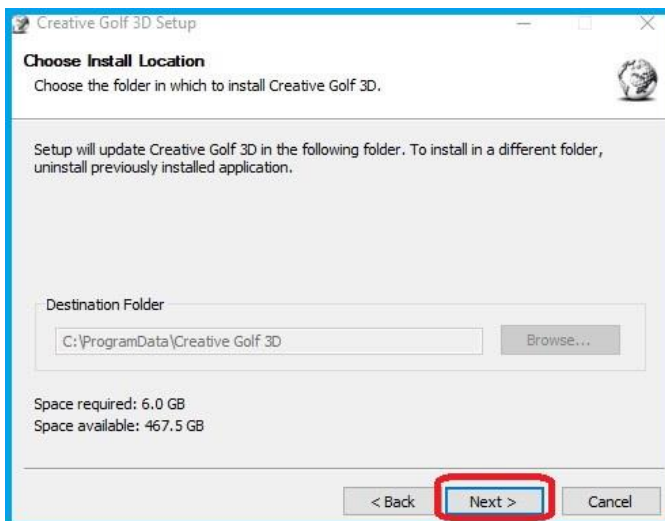 Creative Golf 3D Setup
Choose Install Location
Choose the folder in which to install Creative Golf 3D.
Setup will update Creative Golf 3D in the following folder. To install in a different folder,
uninstall previously installed application.
Destination Folder
C:\ProgramData\Creative Golf 3D
Browse...
Space required: 6.0 GB
Space available: 467.5 GB
< Back
Next >
Cancel